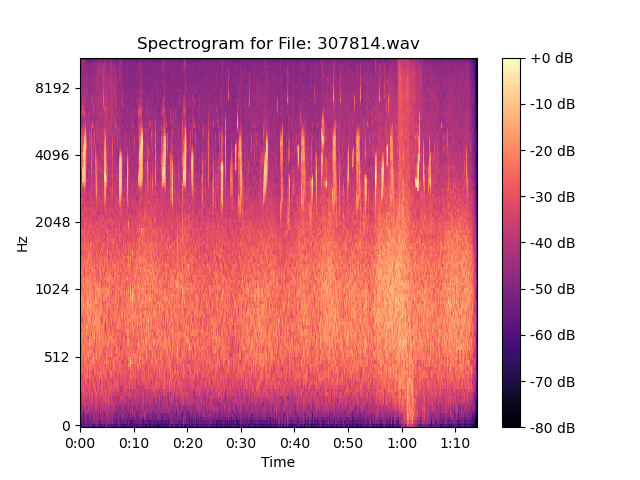 Spectrogram for File: 307814.wav
Hz
8192
4096
2048
1024
512
0
0:00 0:10 0:20 0:30 0:40 0:50 1:00 1:10
Time
+0 dB
-10 dB
-20 dB
-30 dB
-40 dB
-50 dB
-60 dB
-70 dB
-80 dB